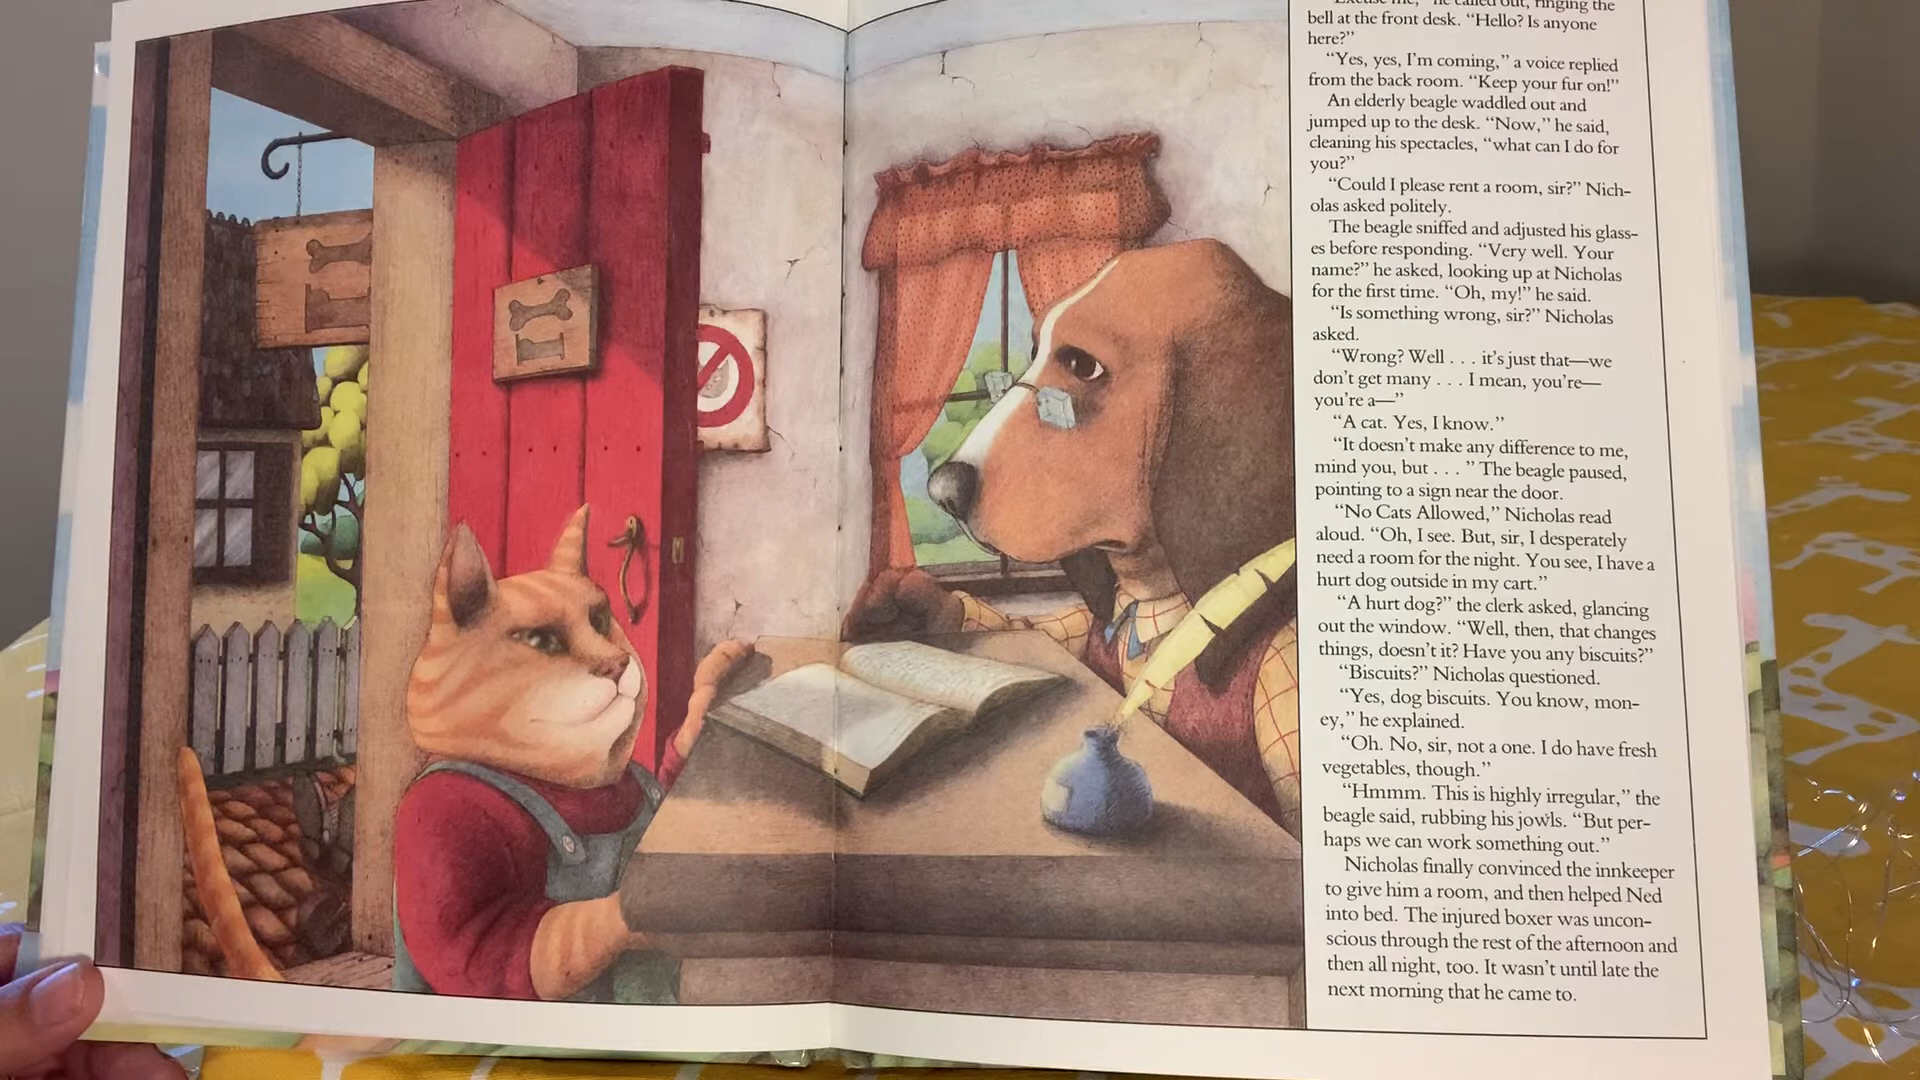 "Excuse me," he called out, ringing the
bell at the front desk. "Hello? Is anyone
here?"
"Yes, yes, I'm coming," a voice replied
from the back room. "Keep your fur on!"
An elderly beagle waddled out and
jumped up to the desk. "Now," he said,
cleaning his spectacles, "what can I do for
you?"
"Could I please rent a room, sir?" Nich-
olas asked politely.
The beagle sniffed and adjusted his glass-
es before responding. "Very well. Your
name?" he asked, looking up at Nicholas
for the first time. "Oh, my!" he said.
"Is something wrong, sir?" Nicholas
asked.
"Wrong? Well . . . it's just that—we
don't get many . . . I mean, you're—
you're a—"
"A cat. Yes, I know."
"It doesn't make any difference to me,
mind you, but . . . " The beagle paused,
pointing to a sign near the door.
"No Cats Allowed," Nicholas read
aloud. "Oh, I see. But, sir, I desperately
need a room for the night. You see, I have a
hurt dog outside in my cart."
"A hurt dog?" the clerk asked, glancing
out the window. "Well, then, that changes
things, doesn't it? Have you any biscuits?"
"Biscuits?" Nicholas questioned.
"Yes, dog biscuits. You know, mon-
ey," he explained.
"Oh. No, sir, not a one. I do have fresh
vegetables, though."
"Hmmm. This is highly irregular," the
beagle said, rubbing his jowls. "But per-
haps we can work something out."
Nicholas finally convinced the innkeeper
to give him a room, and then helped Ned
into bed. The injured boxer was uncon-
scious through the rest of the afternoon and
then all night, too. It wasn't until late the
next morning that he came to.